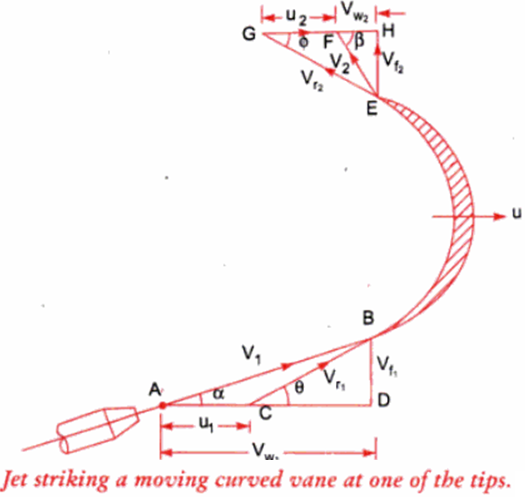 u2 Vw2
G F H
ϕ β
Vr2 V2 Vf2
E
u
B
V1
Vr1 Vf1
A α θ
C D
u1
Vw1
Jet striking a moving curved vane at one of the tips.